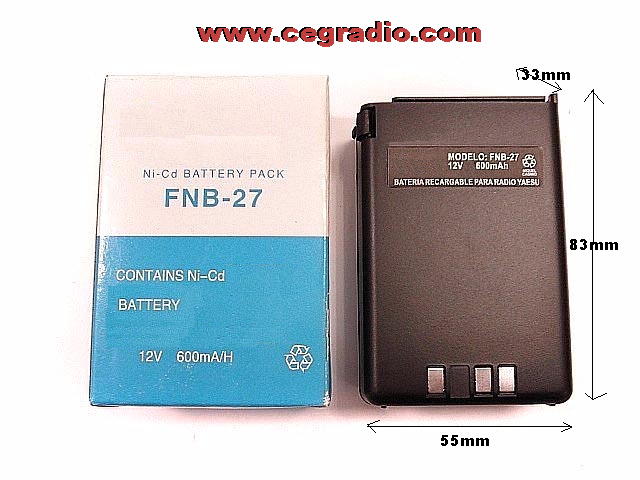 www.cegradio.com
33mm
Ni-Cd BATTERY PACK
FNB-27
CONTAINS Ni-Cd
BATTERY
12V 600mA/H
MODELO: FNB-27
12V 600mAh
BATERIA RECARGABLE PARA RADIO YAESU
83mm
55mm